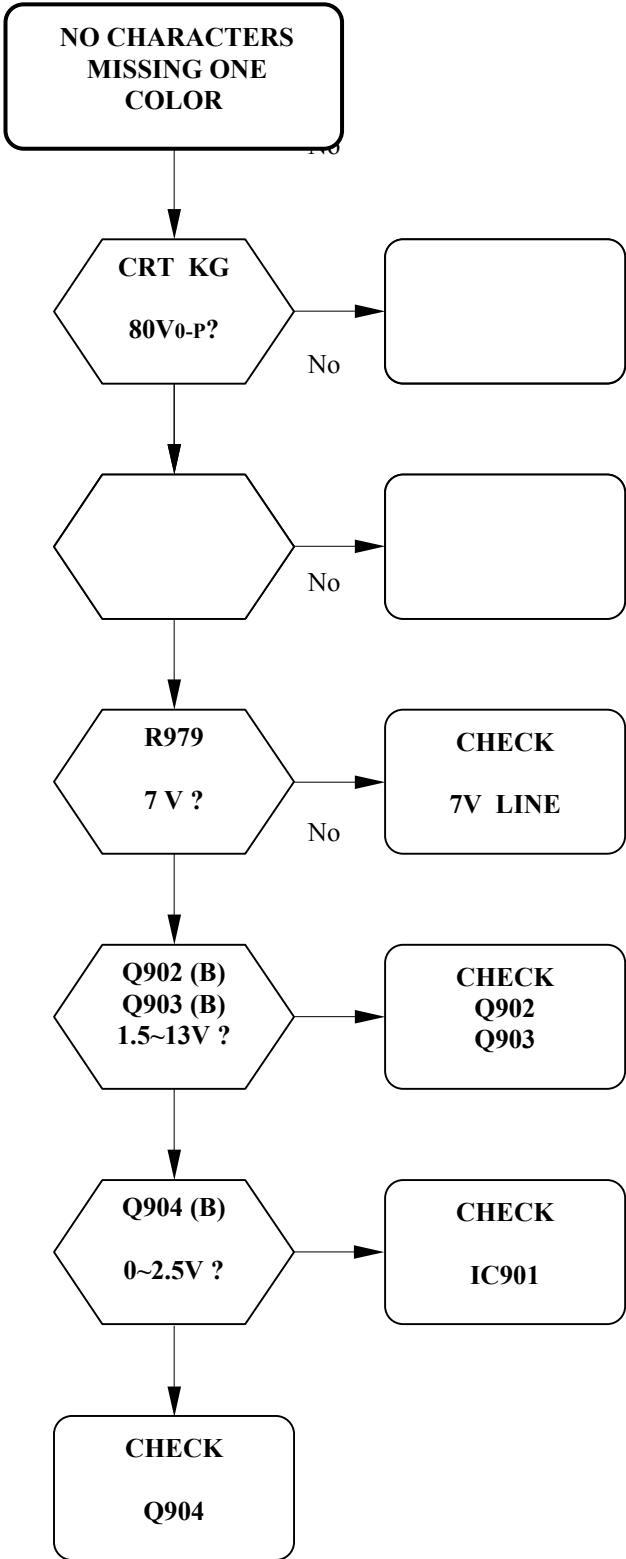 NO CHARACTERS
MISSING ONE
COLOR
No
CRT KG
80V0-P?
No
No
R979
7 V ?
No
CHECK
7V LINE
Q902 (B)
Q903 (B)
1.5~13V ?
CHECK
Q902
Q903
Q904 (B)
0~2.5V ?
CHECK
IC901
CHECK
Q904